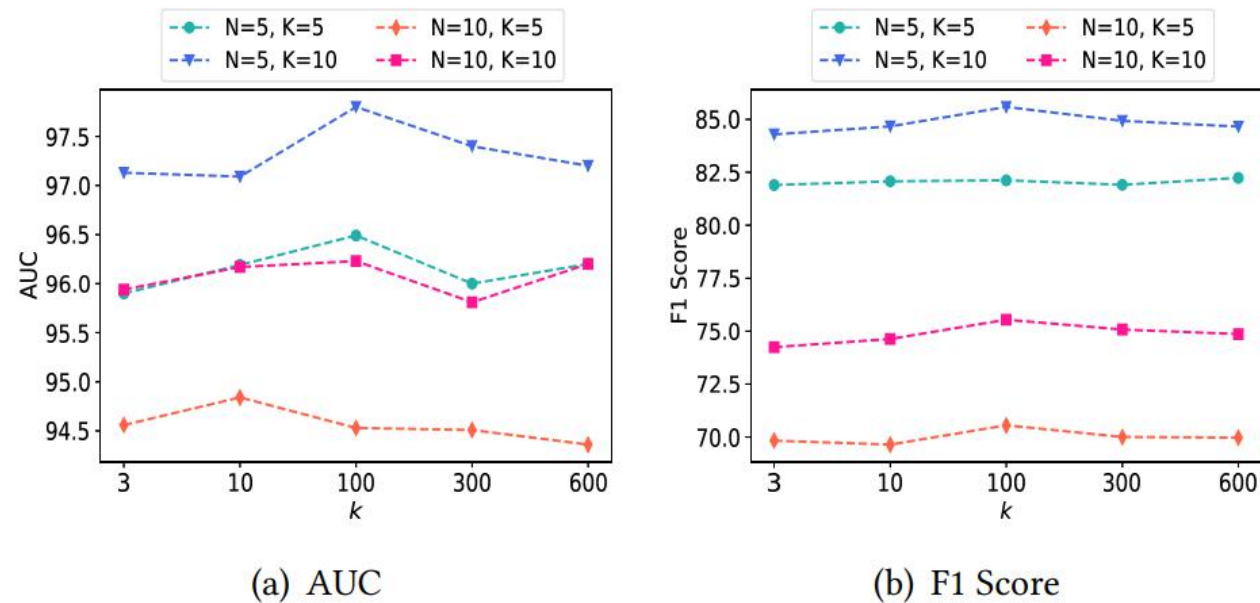 N=5, K=5 N=10, K=5
N=5, K=10 N=10, K=10
97.5
97.0
96.5
96.0
95.5
95.0
94.5
AUC
3 10 100 300 600
k
(a) AUC
N=5, K=5 N=10, K=5
N=5, K=10 N=10, K=10
85.0
82.5
80.0
77.5
75.0
72.5
70.0
F1 Score
3 10 100 300 600
k
(b) F1 Score